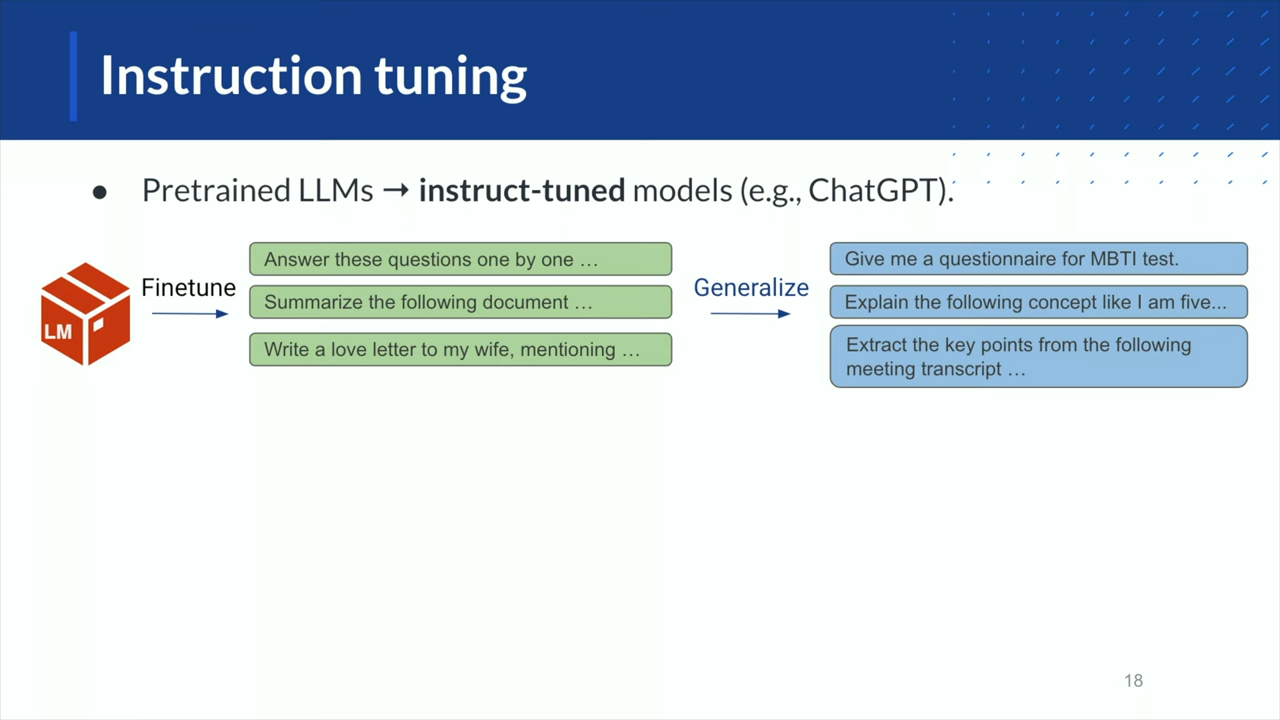 Instruction tuning
● Pretrained LLMs → instruct-tuned models (e.g., ChatGPT).
LM
Finetune
Answer these questions one by one …
Summarize the following document …
Write a love letter to my wife, mentioning …
Generalize
Give me a questionnaire for MBTI test.
Explain the following concept like I am five...
Extract the key points from the following
meeting transcript …
18